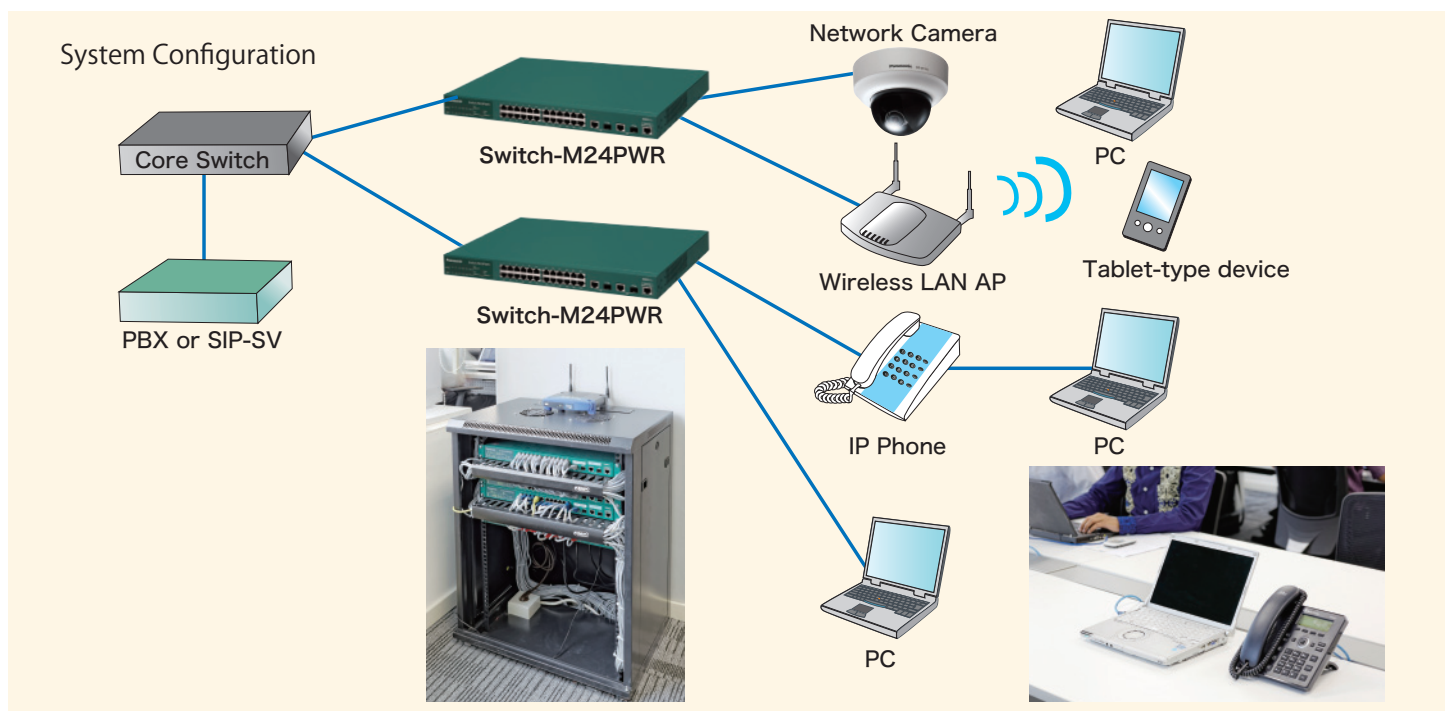 System Configuration
Network Camera
Core Switch
Switch-M24PWR
PC
Wireless LAN AP
Tablet-type device
PBX or SIP-SV
Switch-M24PWR
IP Phone
PC
PC